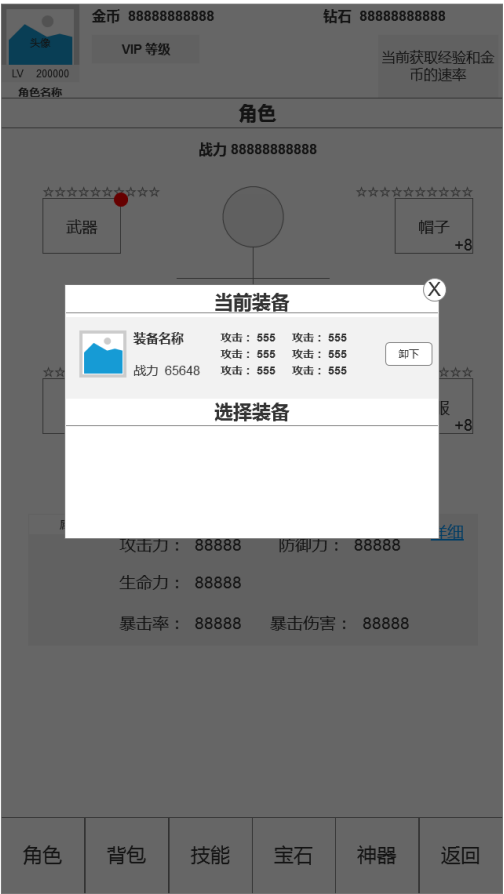 金币 88888888888
钻石 88888888888
头像
VIP 等级
当前获取经验和金
币的速率
LV 200000
角色名称
角色
战力 88888888888
☆☆☆☆☆☆☆☆☆☆
☆☆☆☆☆☆☆☆☆☆
武器
帽子
+8
X
当前装备
装备名称
攻击： 555 攻击： 555
攻击： 555 攻击： 555
战力 65648
攻击： 555 攻击： 555
卸下
选择装备
+8
详细
攻击力： 88888 防御力： 88888
生命力： 88888
暴击率： 88888 暴击伤害： 88888
角色 背包 技能 宝石 神器 返回